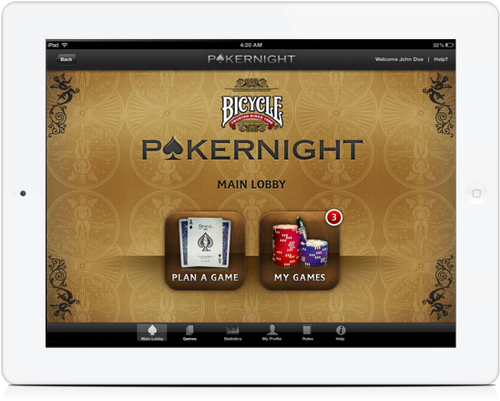 iPad 4:20 AM 32 %
Back POKERNIGHT Welcome John Doe | Help?
BICYCLE
POKERNIGHT
MAIN LOBBY
3
PLAN A GAME MY GAMES
Main Lobby Games Statistics My Profile Rules Help